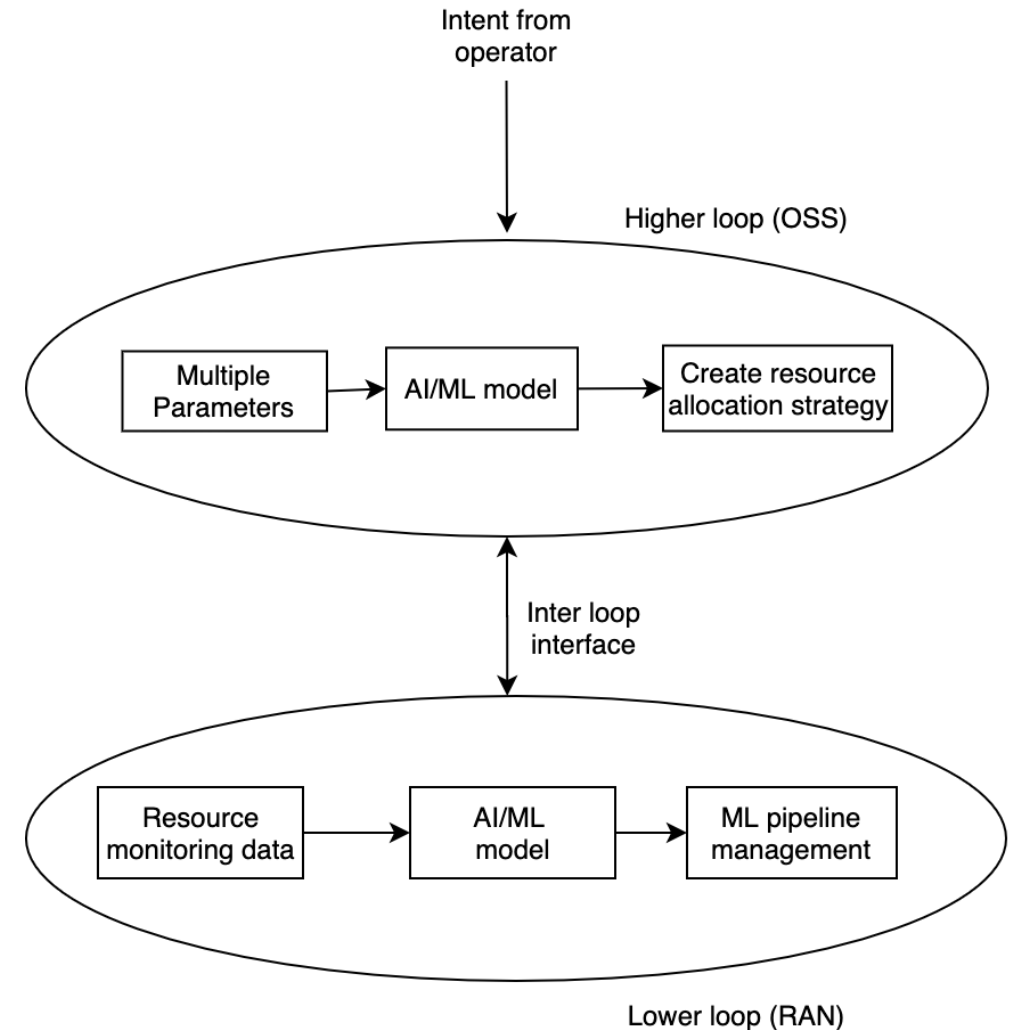 Intent from
operator
Higher loop (OSS)
Multiple
Parameters
AI/ML model
Create resource
allocation strategy
Inter loop
interface
Resource
monitoring data
AI/ML
model
ML pipeline
management
Lower loop (RAN)